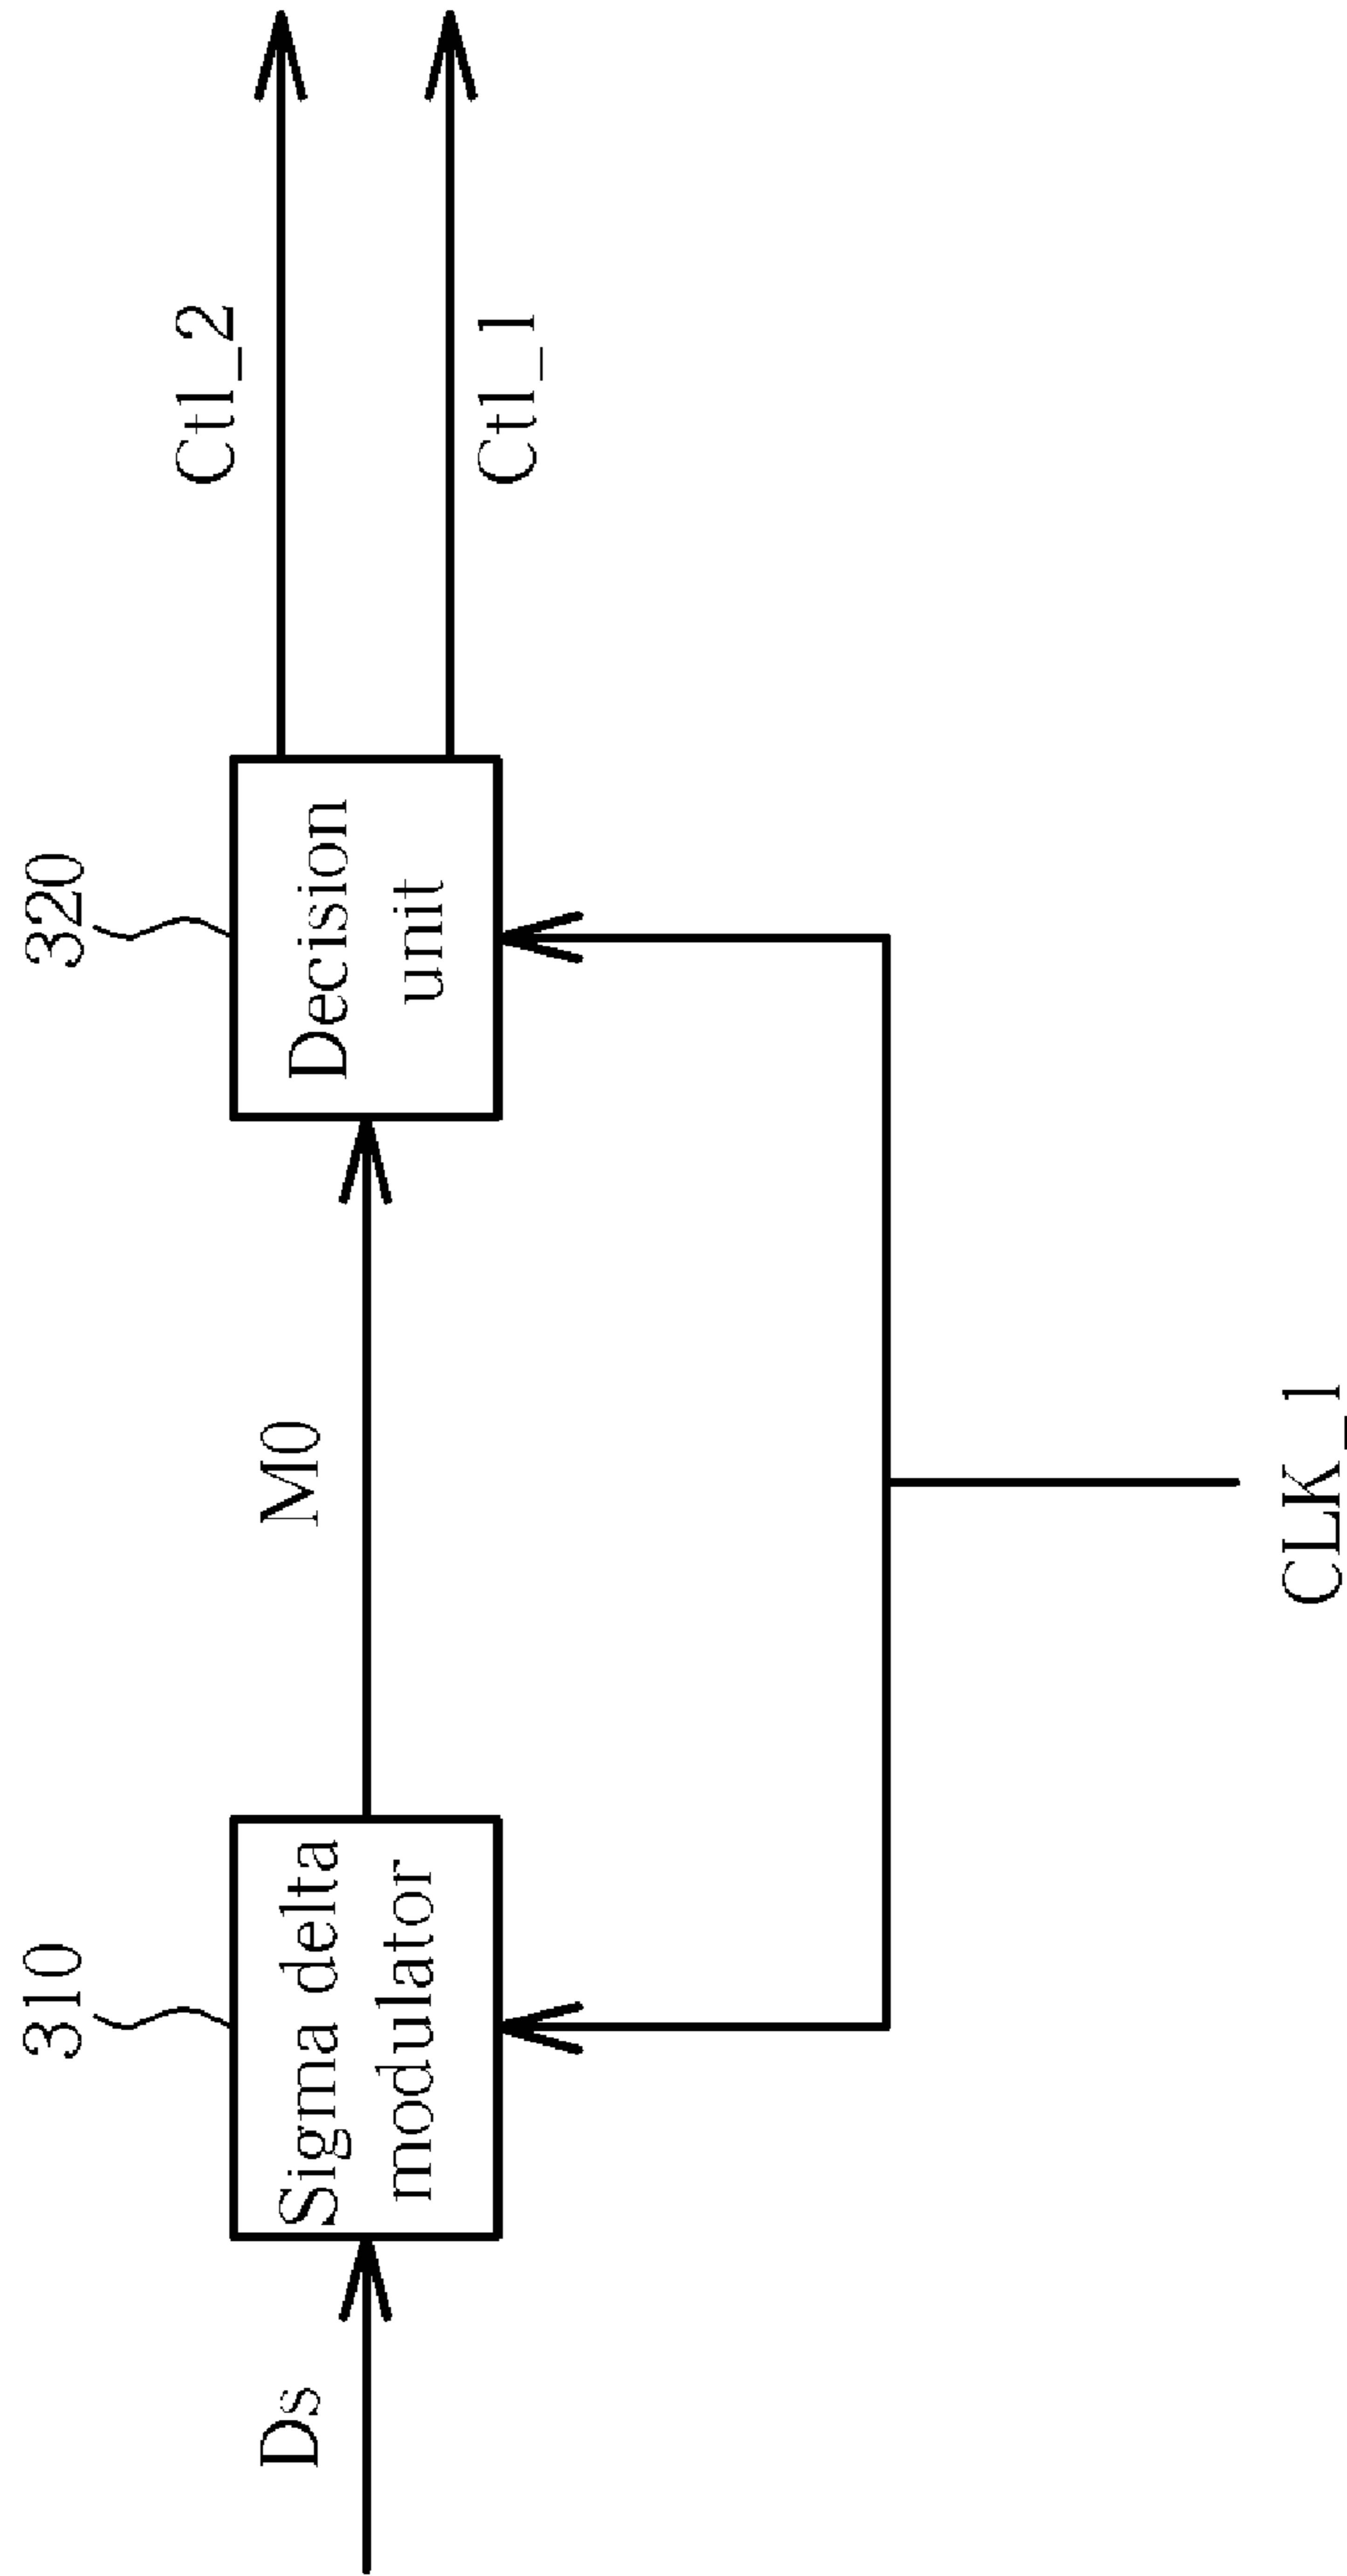 310
320
Ds
Sigma delta
modulator
M0
Decision
unit
Ctl_2
Ctl_1
CLK_1